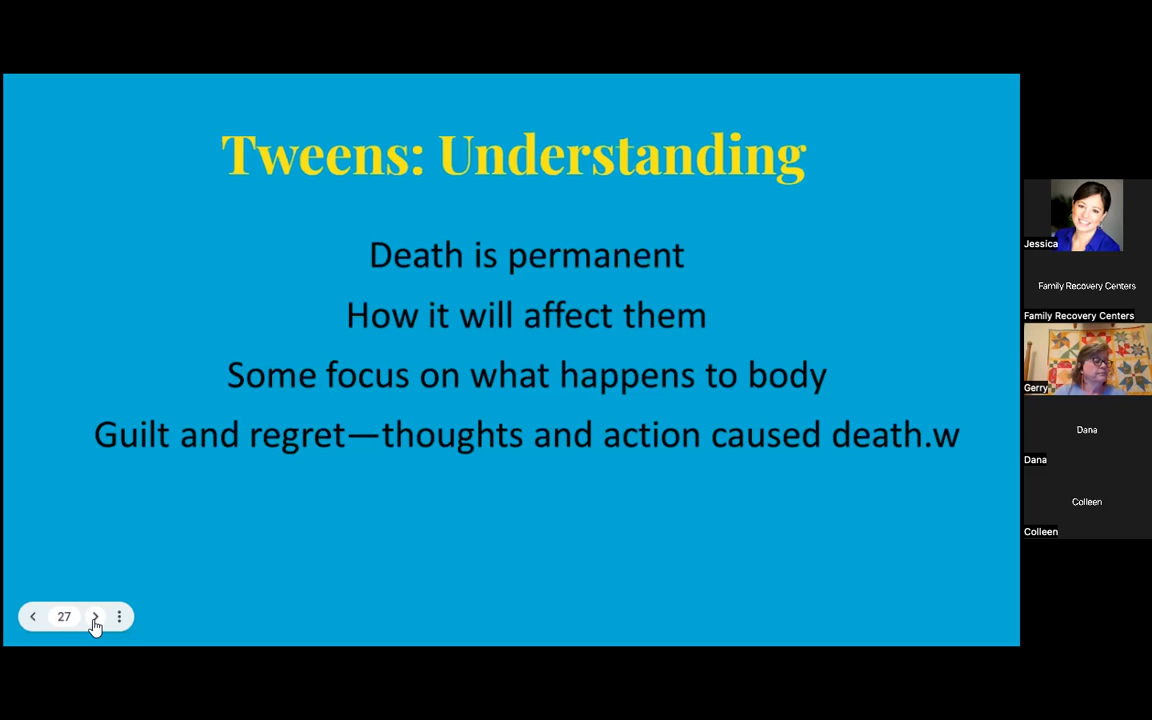 Tweens: Understanding
Death is permanent
How it will affect them
Some focus on what happens to body
Guilt and regret—thoughts and action caused death.w
27
Jessica
Family Recovery Centers
Family Recovery Centers
Gerry
Dana
Dana
Colleen
Colleen